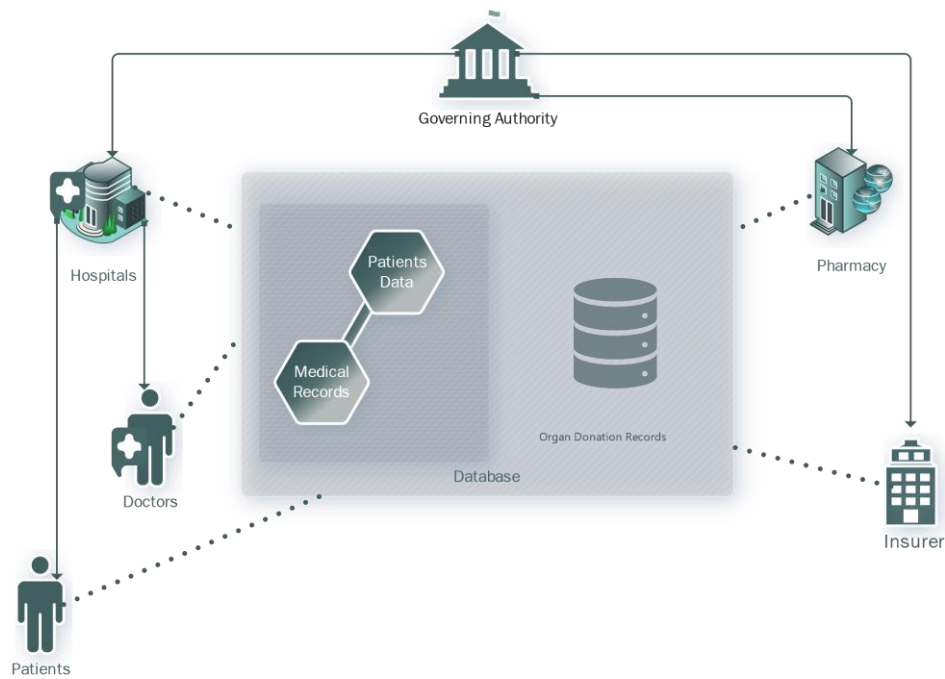 Governing Authority
Hospitals
Pharmacy
Patients
Data
Medical
Records
Organ Donation Records
Database
Doctors
Insurer
Patients